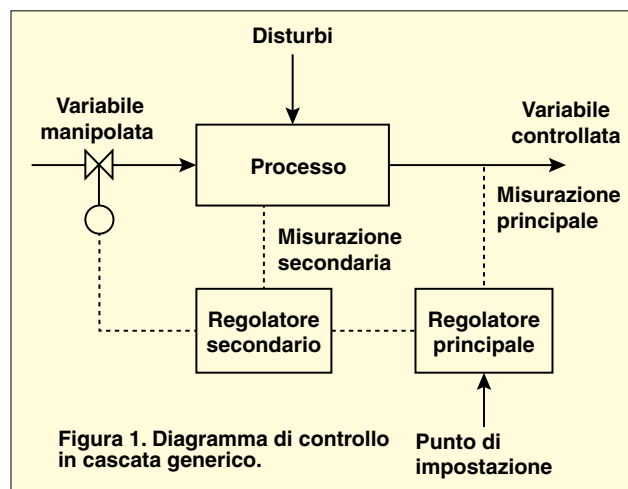 Disturbi
Variabile
manipolata
Variabile
controllata
Processo
Misurazione
principale
Misurazione
secondaria
Regolatore
secondario
Regolatore
principale
Figura 1. Diagramma di controllo
in cascata generico.
Punto di
impostazione